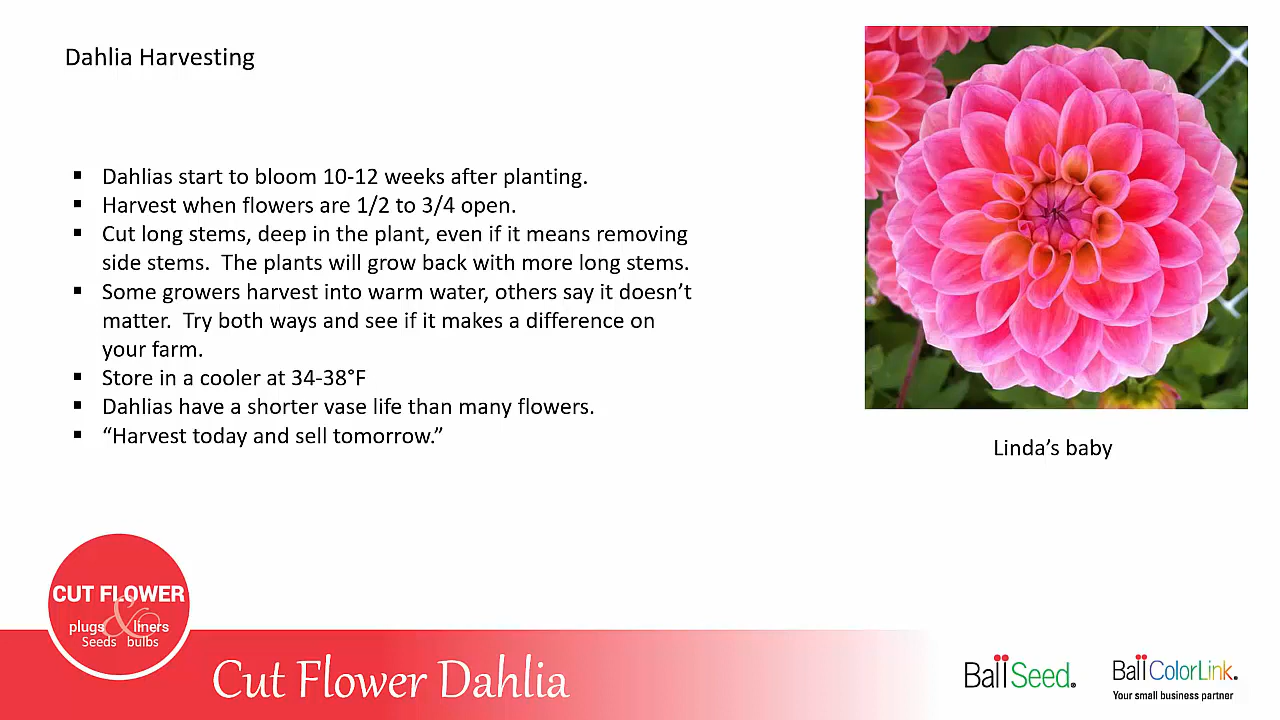 Dahlia Harvesting
▪ Dahlias start to bloom 10-12 weeks after planting.
▪ Harvest when flowers are 1/2 to 3/4 open.
▪ Cut long stems, deep in the plant, even if it means removing
side stems.  The plants will grow back with more long stems.
▪ Some growers harvest into warm water, others say it doesn't
matter.  Try both ways and see if it makes a difference on
your farm.
▪ Store in a cooler at 34-38°F
▪ Dahlias have a shorter vase life than many flowers.
▪ “Harvest today and sell tomorrow.”
Linda’s baby
CUT FLOWER
plugs & liners
Seeds bulbs
Cut Flower Dahlia
Ball Seed.
Ball ColorLink.
Your small business partner